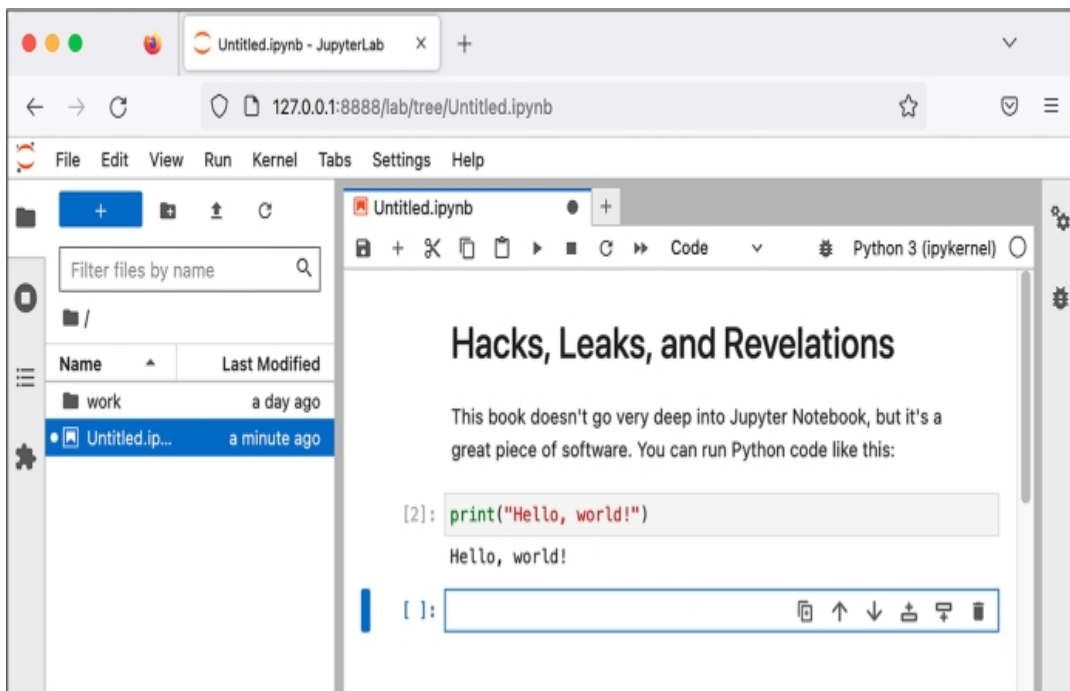 Untitled.ipynb - JupyterLab
127.0.0.1:8888/lab/tree/Untitled.ipynb
File Edit View Run Kernel Tabs Settings Help
Filter files by name
/
Name Last Modified
work a day ago
Untitled.ip... a minute ago
Untitled.ipynb
Code Python 3 (ipykernel)
Hacks, Leaks, and Revelations
This book doesn't go very deep into Jupyter Notebook, but it's a
great piece of software. You can run Python code like this:
[2]: print("Hello, world!")
Hello, world!
[ ]: